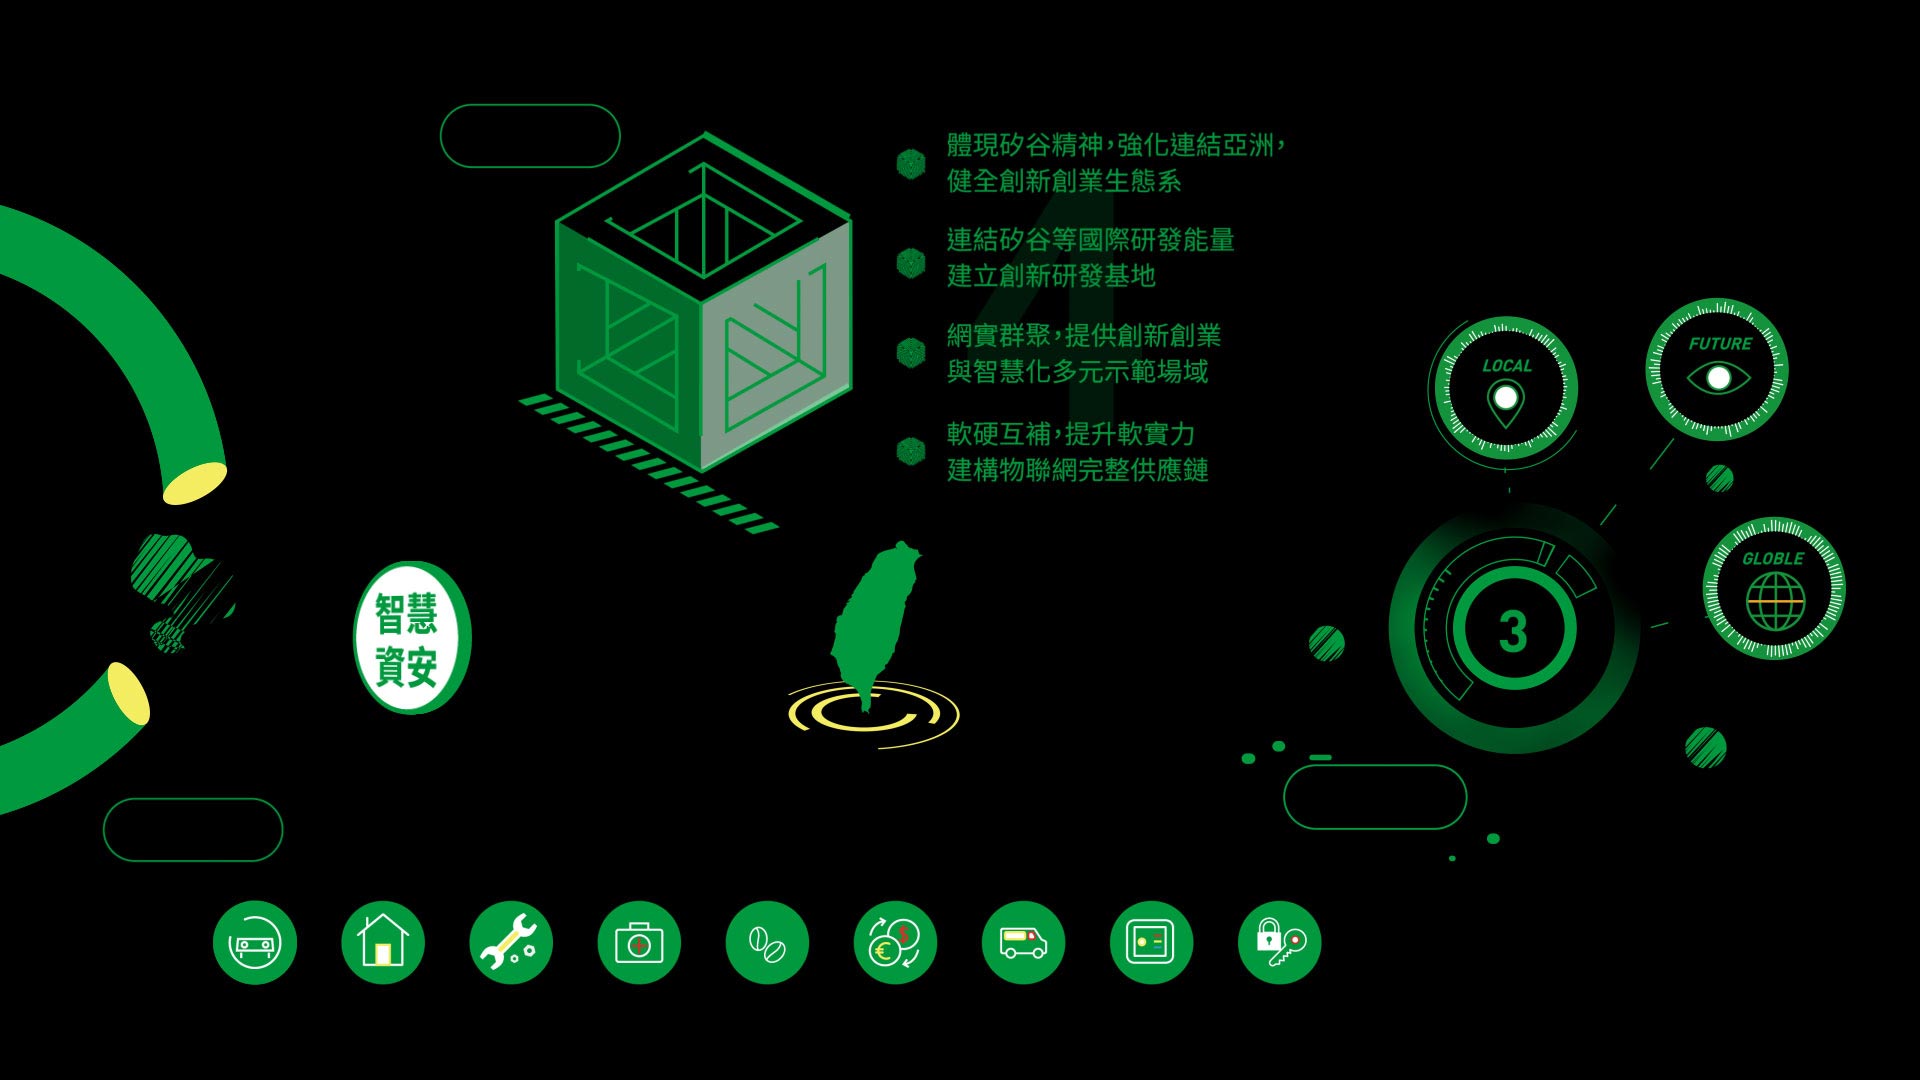 體現矽谷精神，強化連結亞洲，
健全創新創業生態系
連結矽谷等國際研發能量
建立創新研發基地
4
網實群聚，提供創新創業
與智慧化多元示範場域
軟硬互補，提升軟實力
建構物聯網完整供應鏈
LOCAL
FUTURE
GLOBLE
3
智慧
資安
$
€